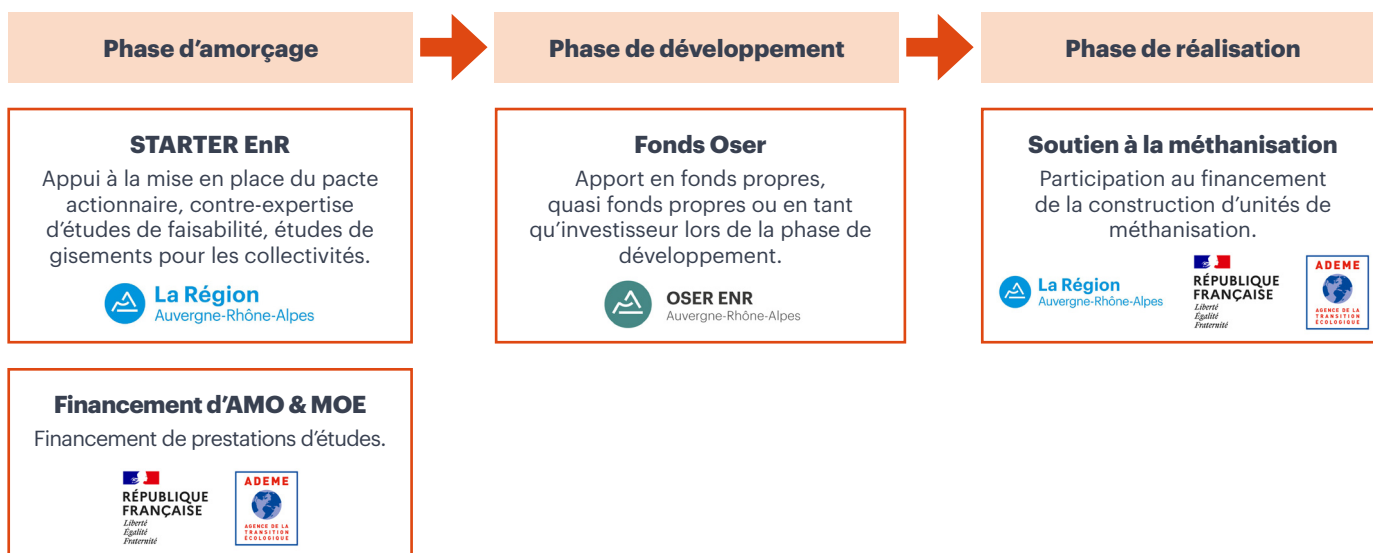 Phase d'amorçage
Phase de développement
Phase de réalisation
STARTER EnR
Appui à la mise en place du pacte
actionnaire, contre-expertise
d'études de faisabilité, études de
gisements pour les collectivités.
La Région
Auvergne-Rhône-Alpes
Fonds Oser
Apport en fonds propres,
quasi fonds propres ou en tant
qu'investisseur lors de la phase de
développement.
OSER ENR
Auvergne-Rhône-Alpes
Soutien à la méthanisation
Participation au financement
de la construction d'unités de
méthanisation.
La Région
Auvergne-Rhône-Alpes
RÉPUBLIQUE
FRANÇAISE
Liberté
Égalité
Fraternité
ADEME
AGENCE DE LA
TRANSITION
ÉCOLOGIQUE
Financement d'AMO & MOE
Financement de prestations d'études.
RÉPUBLIQUE
FRANÇAISE
Liberté
Égalité
Fraternité
ADEME
AGENCE DE LA
TRANSITION
ÉCOLOGIQUE